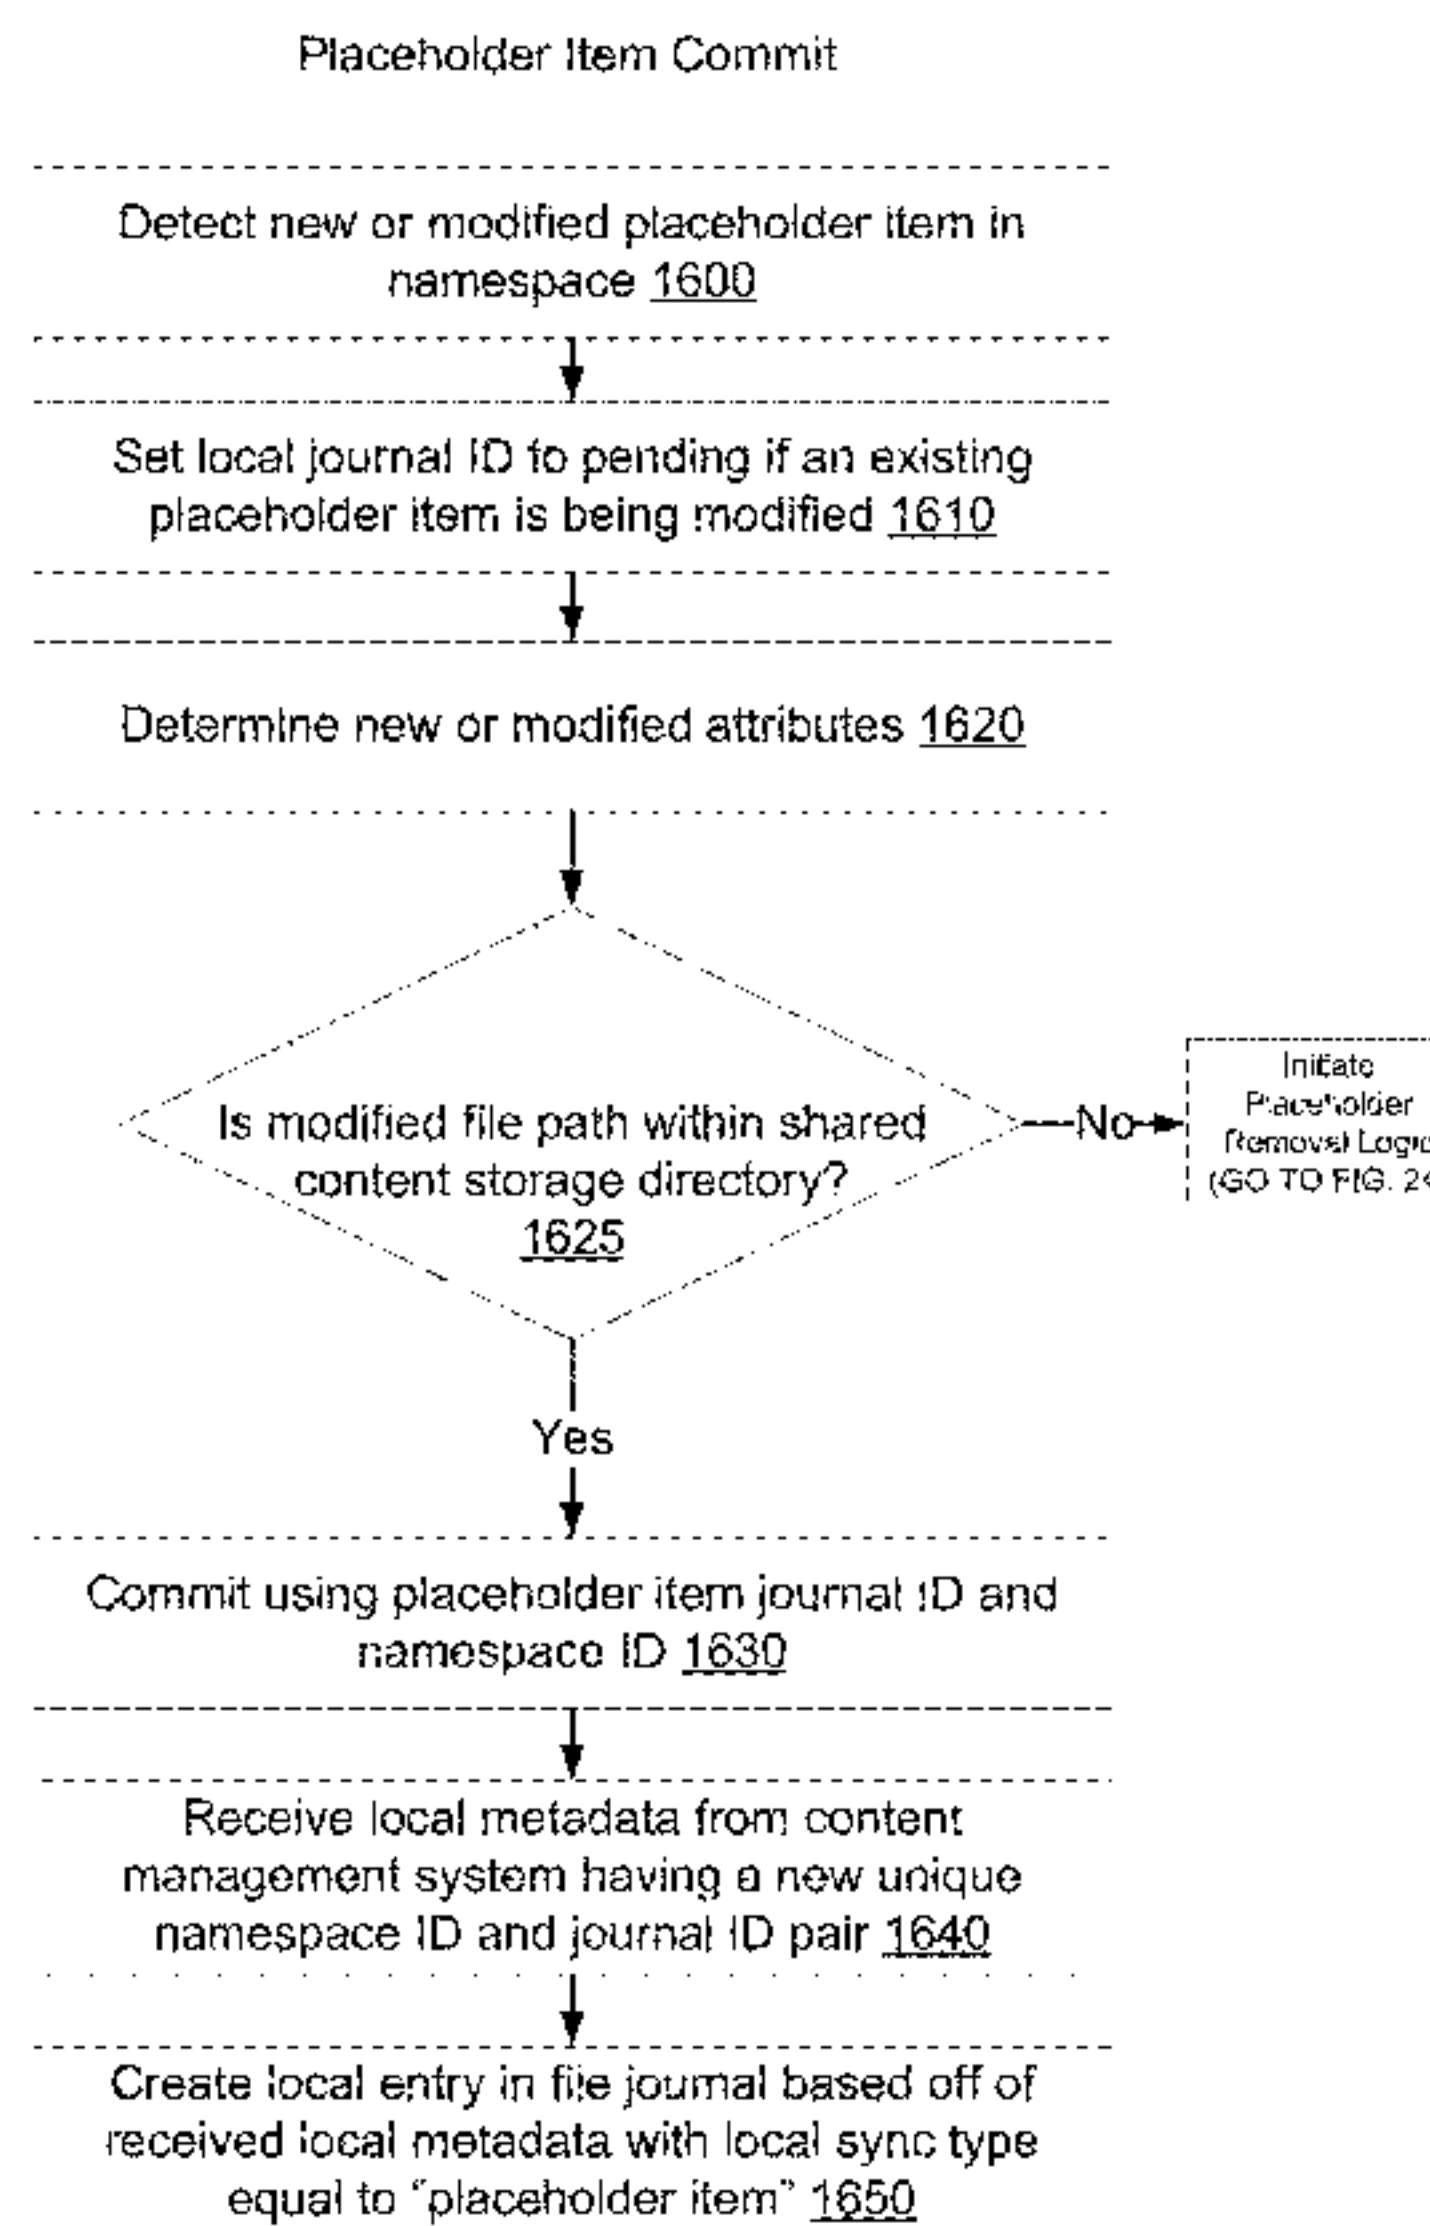 Placeholder Item Commit
Detect new or modified placeholder item in
namespace 1600
Set local journal ID to pending if an existing
placeholder item is being modified 1610
Determine new or modified attributes 1620
Is modified file path within shared
content storage directory?
1625
No
Initiate
Placeholder
Removal Logic
(GO TO FIG.
Yes
Commit using placeholder item journal ID and
namespace ID 1630
Receive local metadata from content
management system having a new unique
namespace ID and journal ID pair 1640
Create local entry in file journal based off of
received local metadata with local sync type
equal to "placeholder item" 1650